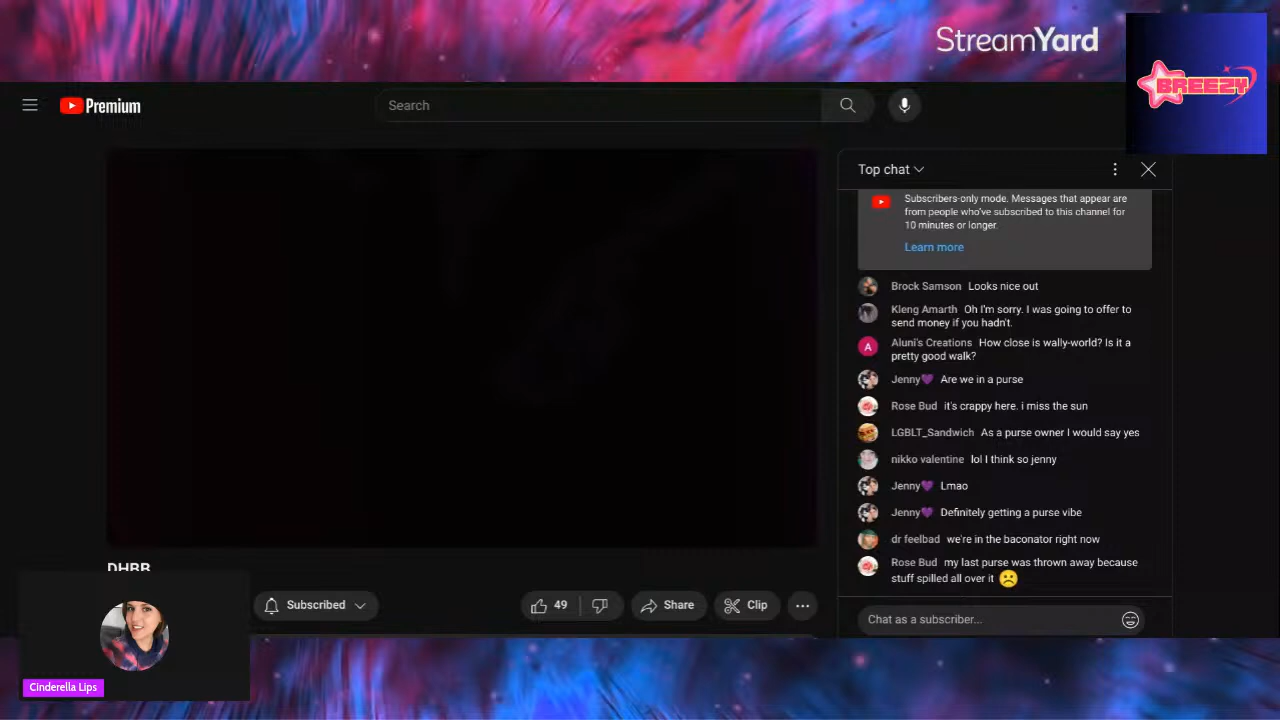 StreamYard
BREEZY
Premium
Search
Top chat
Subscribers-only mode. Messages that appear are
from people who've subscribed to this channel for
10 minutes or longer.
Learn more
Brock Samson Looks nice out
Kleng Amarth Oh I'm sorry. I was going to offer to
send money if you hadn't.
A
Aluni's Creations How close is wally-world? Is it a
pretty good walk?
Jenny💜 Are we in a purse
Rose Bud it's crappy here. i miss the sun
LGBLT_Sandwich As a purse owner I would say yes
nikko valentine lol I think so jenny
Jenny💜 Lmao
Jenny💜 Definitely getting a purse vibe
dr feelbad we're in the baconator right now
Rose Bud my last purse was thrown away because
stuff spilled all over it ☹️
Chat as a subscriber...
DHBB
Subscribed
49
Share
Clip
Cinderella Lips